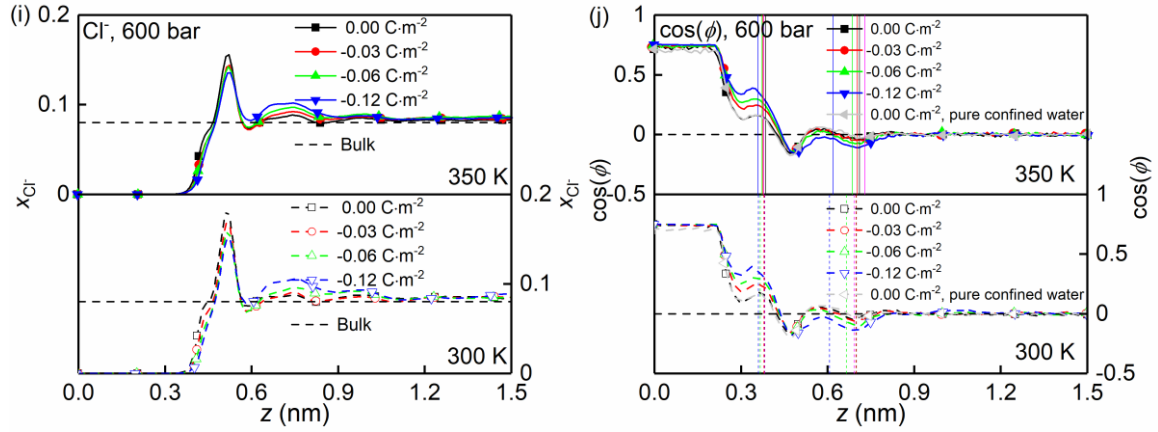 (i)
Cl⁻, 600 bar
0.00 C·m⁻²
-0.03 C·m⁻²
-0.06 C·m⁻²
-0.12 C·m⁻²
Bulk
350 K
0.2
0.1
0
x_Cl⁻
0.00 C·m⁻²
-0.03 C·m⁻²
-0.06 C·m⁻²
-0.12 C·m⁻²
Bulk
300 K
0.2
0.1
0
x_Cl⁻
0.0 0.3 0.6 0.9 1.2 1.5
z (nm)
(j)
cos(ϕ), 600 bar
0.00 C·m⁻²
-0.03 C·m⁻²
-0.06 C·m⁻²
-0.12 C·m⁻²
0.00 C·m⁻², pure confined water
350 K
1
0.5
0
-0.5
cos(ϕ)
0.00 C·m⁻²
-0.03 C·m⁻²
-0.06 C·m⁻²
-0.12 C·m⁻²
0.00 C·m⁻², pure confined water
300 K
1
0.5
0
-0.5
cos(ϕ)
0.0 0.3 0.6 0.9 1.2 1.5
z (nm)